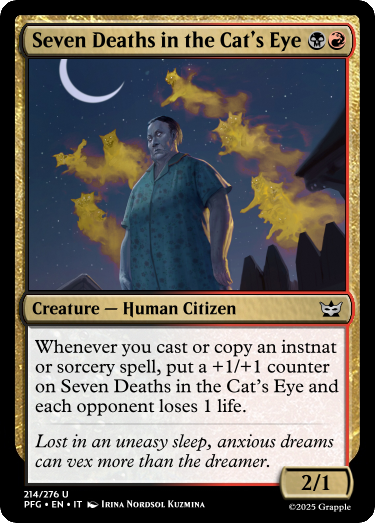 Seven Deaths in the Cat's Eye
Creature — Human Citizen
Whenever you cast or copy an instnat
or sorcery spell, put a +1/+1 counter
on Seven Deaths in the Cat's Eye and
each opponent loses 1 life.
Lost in an uneasy sleep, anxious dreams
can vex more than the dreamer.
2/1
214/276 U
PFG • EN • IT Irina Nordsol Kuzmina
©2025 Grapple